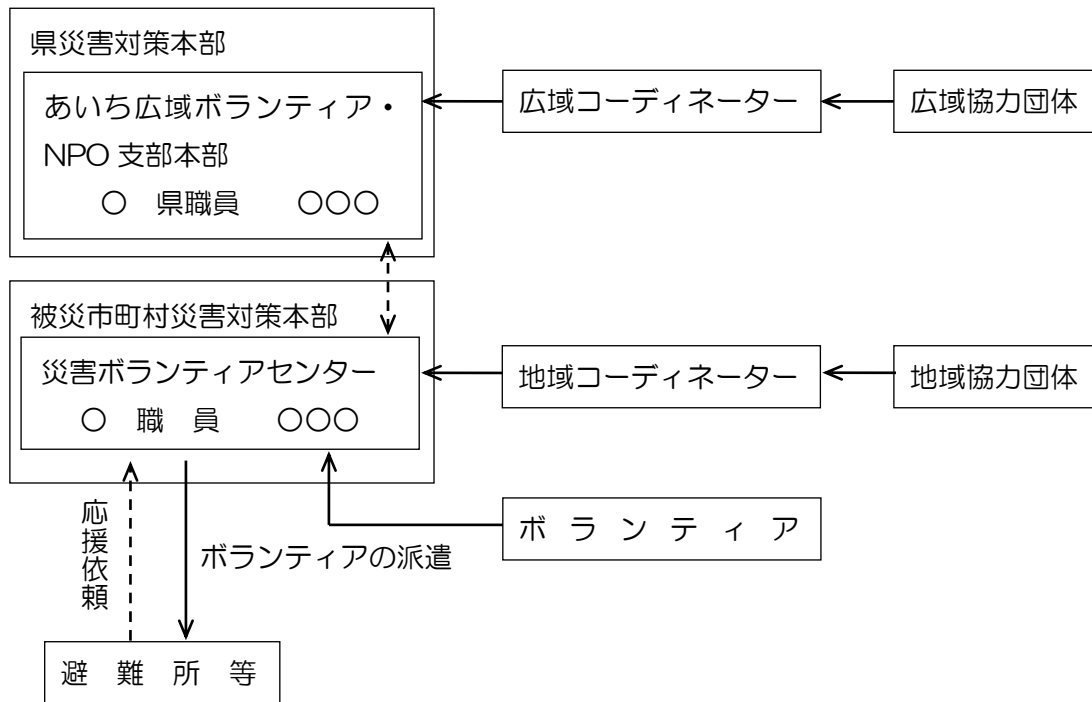 県災害対策本部
あいち広域ボランティア・
NPO 支部本部
○ 県職員 ○○○
広域コーディネーター
広域協力団体
被災市町村災害対策本部
災害ボランティアセンター
○ 職 員 ○○○
地域コーディネーター
地域協力団体
応援依頼
ボランティアの派遣
ボ ラ ン テ ィ ア
避 難 所 等